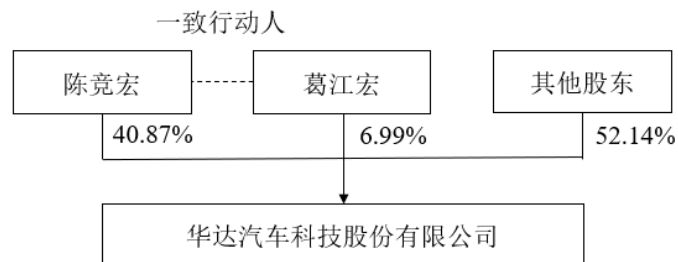 一致行动人
陈竞宏
葛江宏
其他股东
40.87%
6.99%
52.14%
华达汽车科技股份有限公司